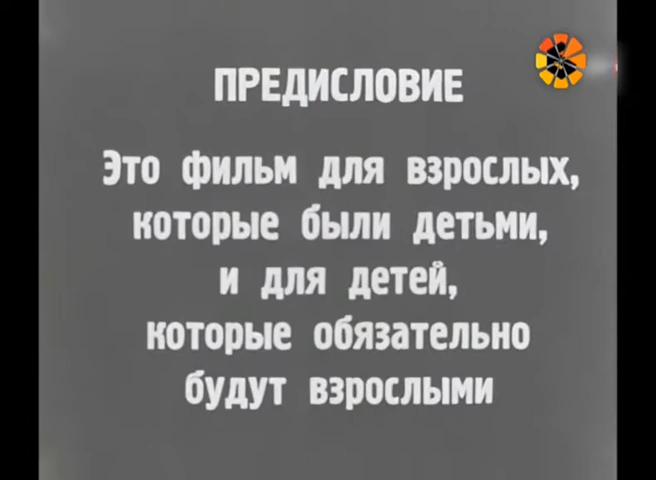 ПРЕДИСЛОВИЕ
Это фильм для взрослых,
которые были детьми,
и для детей,
которые обязательно
будут взрослыми